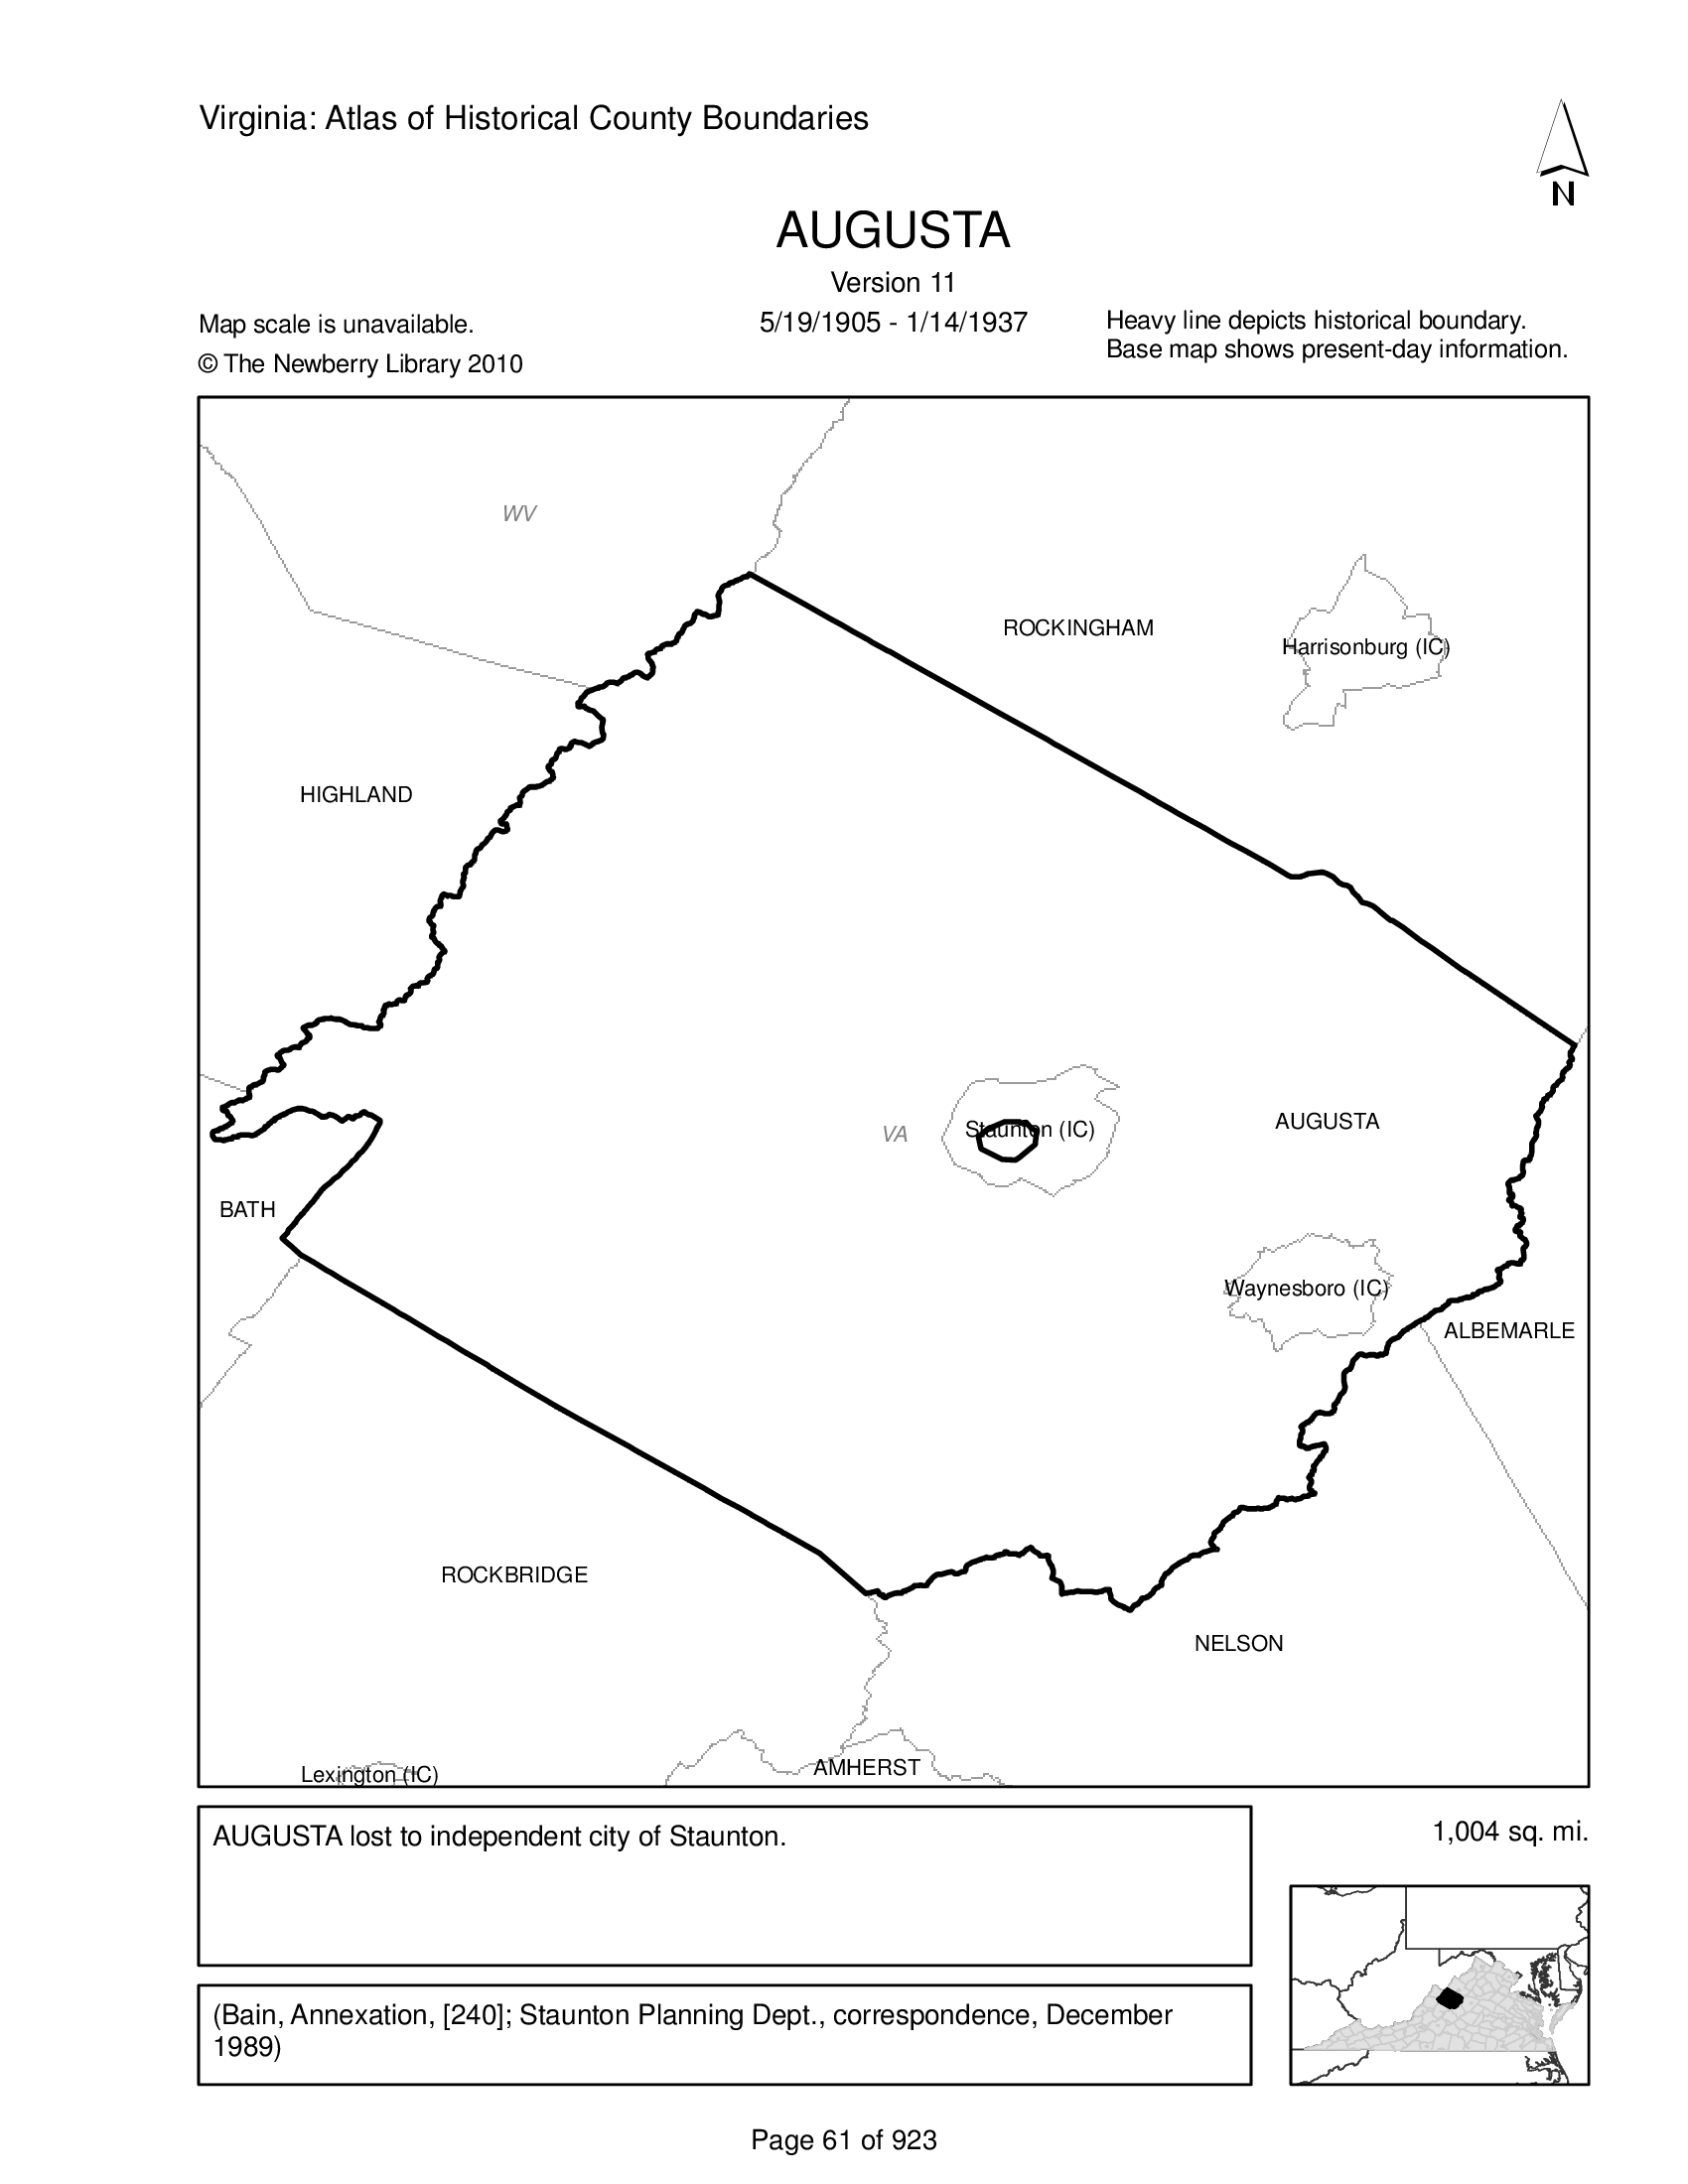 Virginia: Atlas of Historical County Boundaries
N
AUGUSTA
Version 11
5/19/1905 - 1/14/1937
Map scale is unavailable.
© The Newberry Library 2010
Heavy line depicts historical boundary.
Base map shows present-day information.
WV
ROCKINGHAM
Harrisonburg (IC)
HIGHLAND
VA
Staunton (IC)
AUGUSTA
BATH
Waynesboro (IC)
ALBEMARLE
ROCKBRIDGE
NELSON
AMHERST
Lexington (IC)
AUGUSTA lost to independent city of Staunton.
1,004 sq. mi.
(Bain, Annexation, [240]; Staunton Planning Dept., correspondence, December
1989)
Page 61 of 923